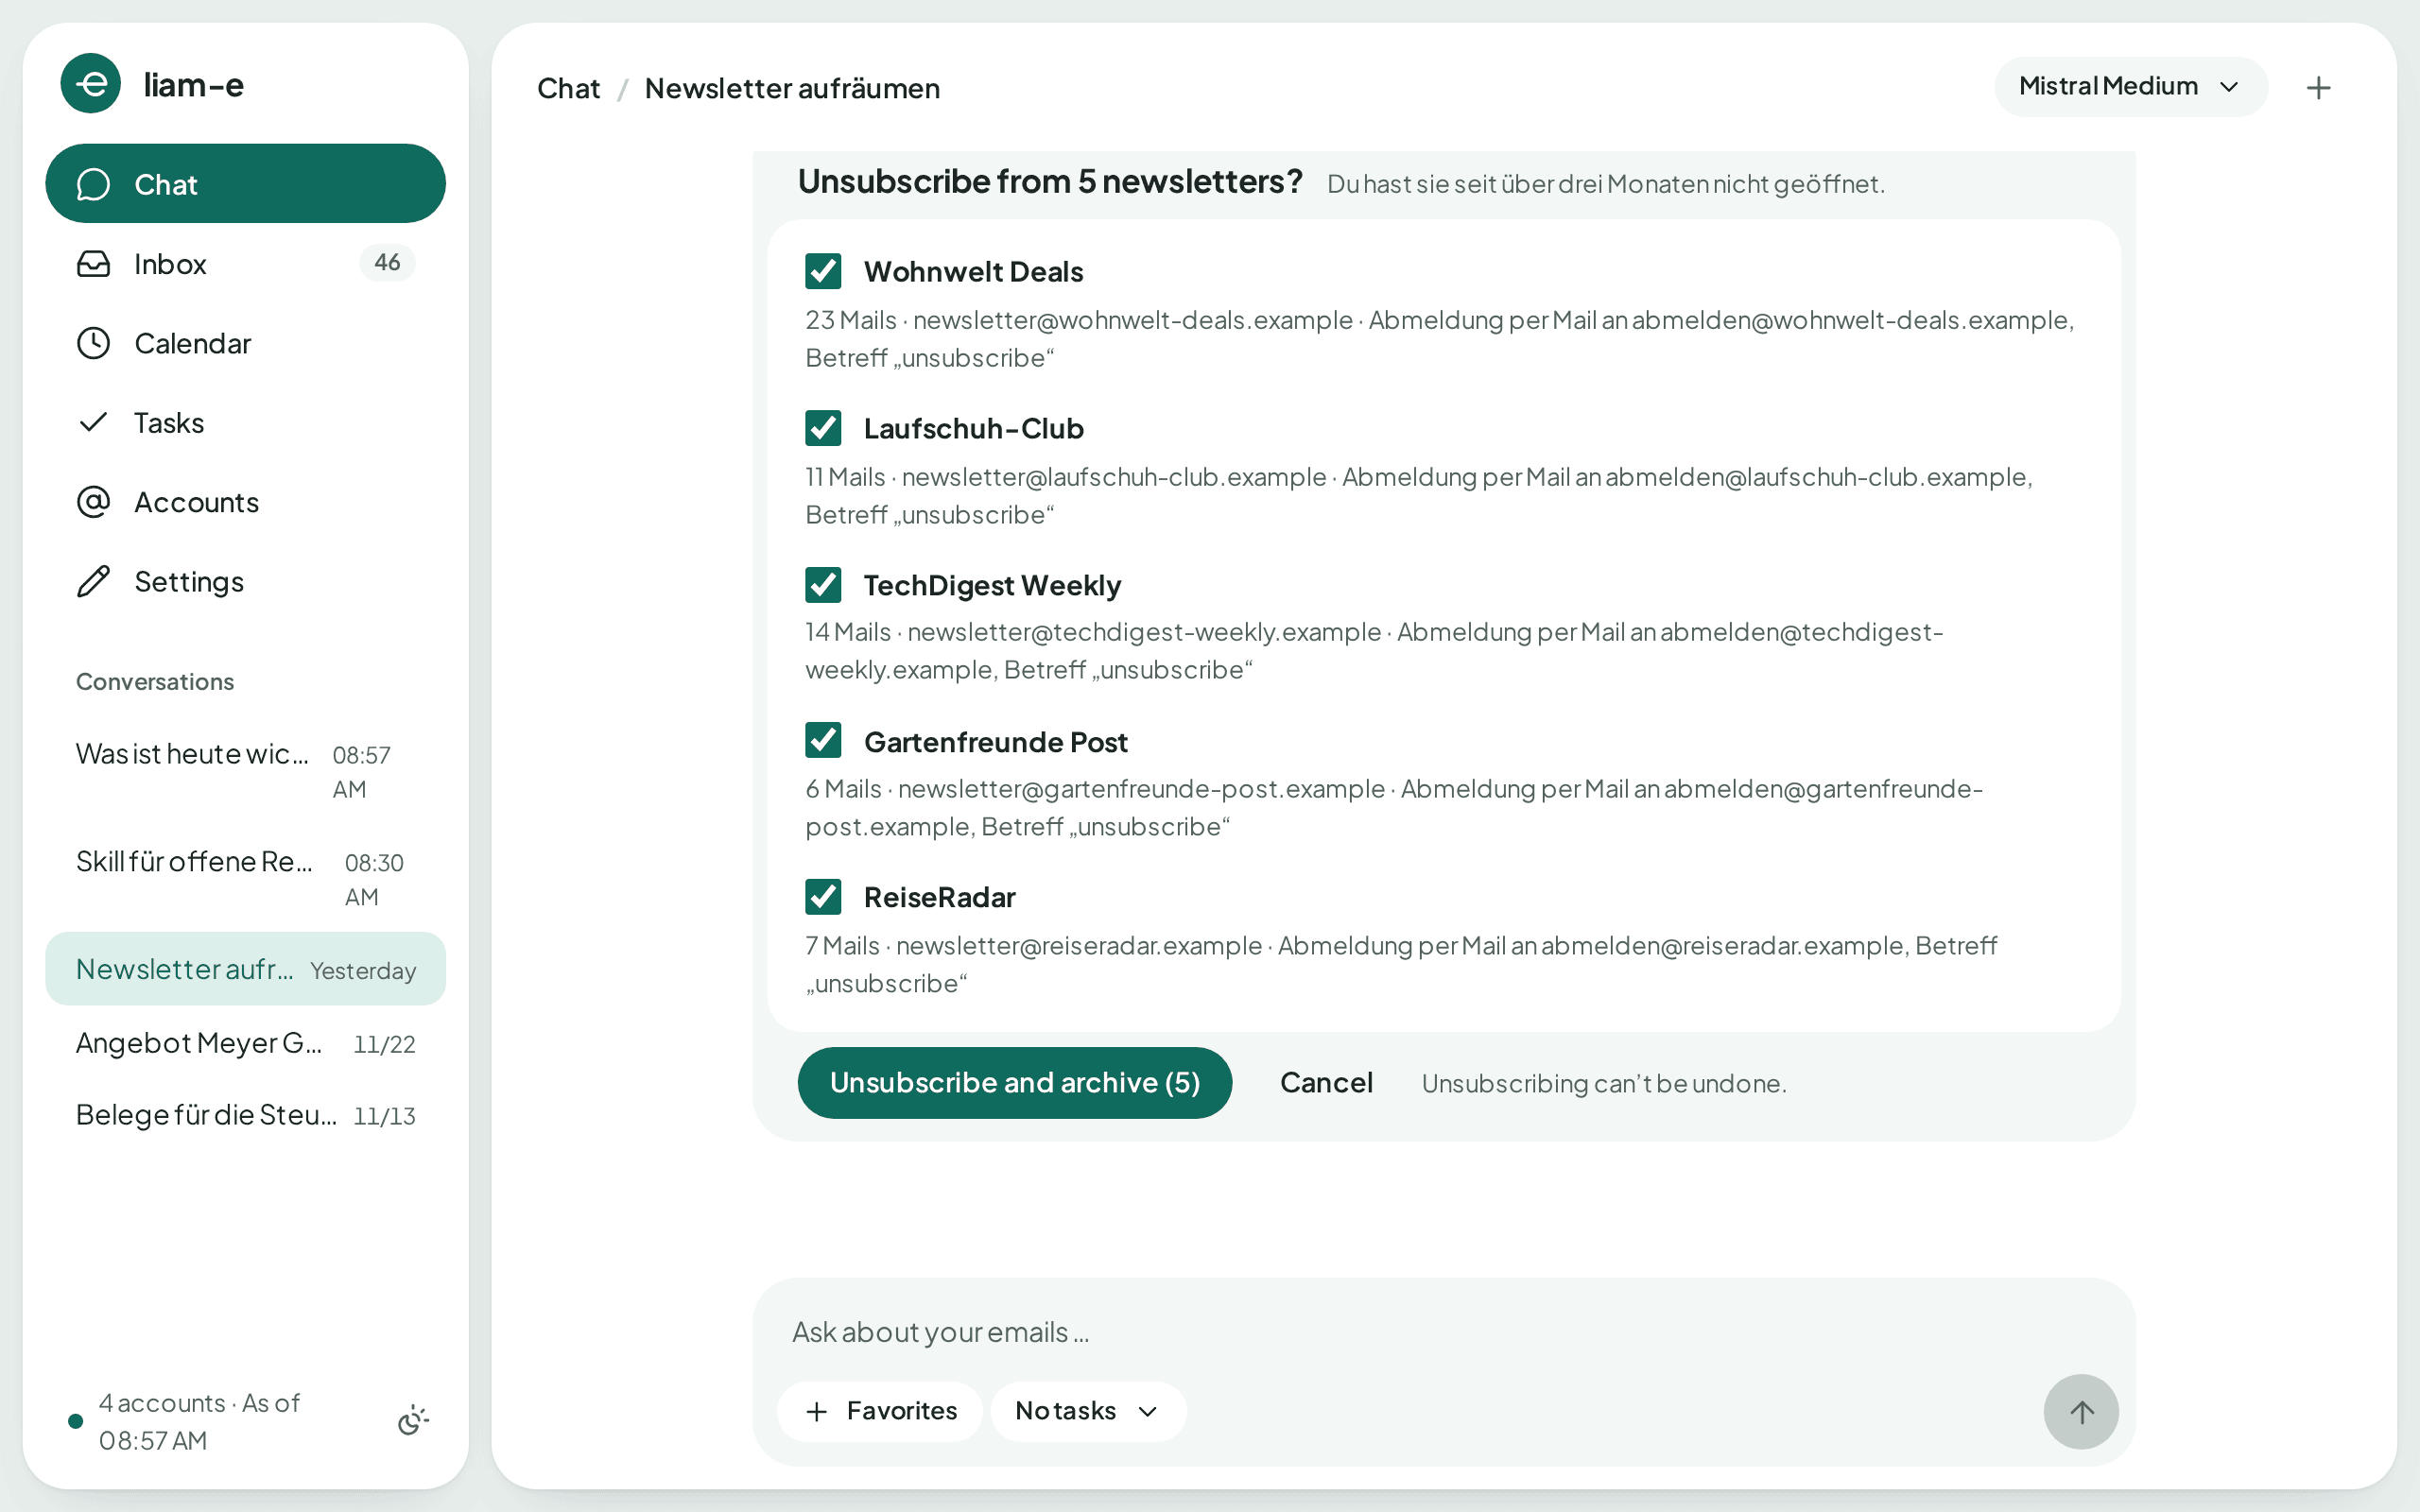 liam-e
Chat
Inbox 46
Calendar
Tasks
Accounts
Settings
Conversations
Was ist heute wic... 08:57
AM
Skill für offene Re... 08:30
AM
Newsletter aufr... Yesterday
Angebot Meyer G... 11/22
Belege für die Steu... 11/13
4 accounts · As of
08:57 AM
Chat / Newsletter aufräumen
Mistral Medium
Unsubscribe from 5 newsletters? Du hast sie seit über drei Monaten nicht geöffnet.
Wohnwelt Deals
23 Mails · newsletter@wohnwelt-deals.example · Abmeldung per Mail an abmelden@wohnwelt-deals.example,
Betreff „unsubscribe“
Laufschuh-Club
11 Mails · newsletter@laufschuh-club.example · Abmeldung per Mail an abmelden@laufschuh-club.example,
Betreff „unsubscribe“
TechDigest Weekly
14 Mails · newsletter@techdigest-weekly.example · Abmeldung per Mail an abmelden@techdigest-
weekly.example, Betreff „unsubscribe“
Gartenfreunde Post
6 Mails · newsletter@gartenfreunde-post.example · Abmeldung per Mail an abmelden@gartenfreunde-
post.example, Betreff „unsubscribe“
ReiseRadar
7 Mails · newsletter@reiseradar.example · Abmeldung per Mail an abmelden@reiseradar.example, Betreff
„unsubscribe“
Unsubscribe and archive (5) Cancel Unsubscribing can’t be undone.
Ask about your emails ...
Favorites No tasks